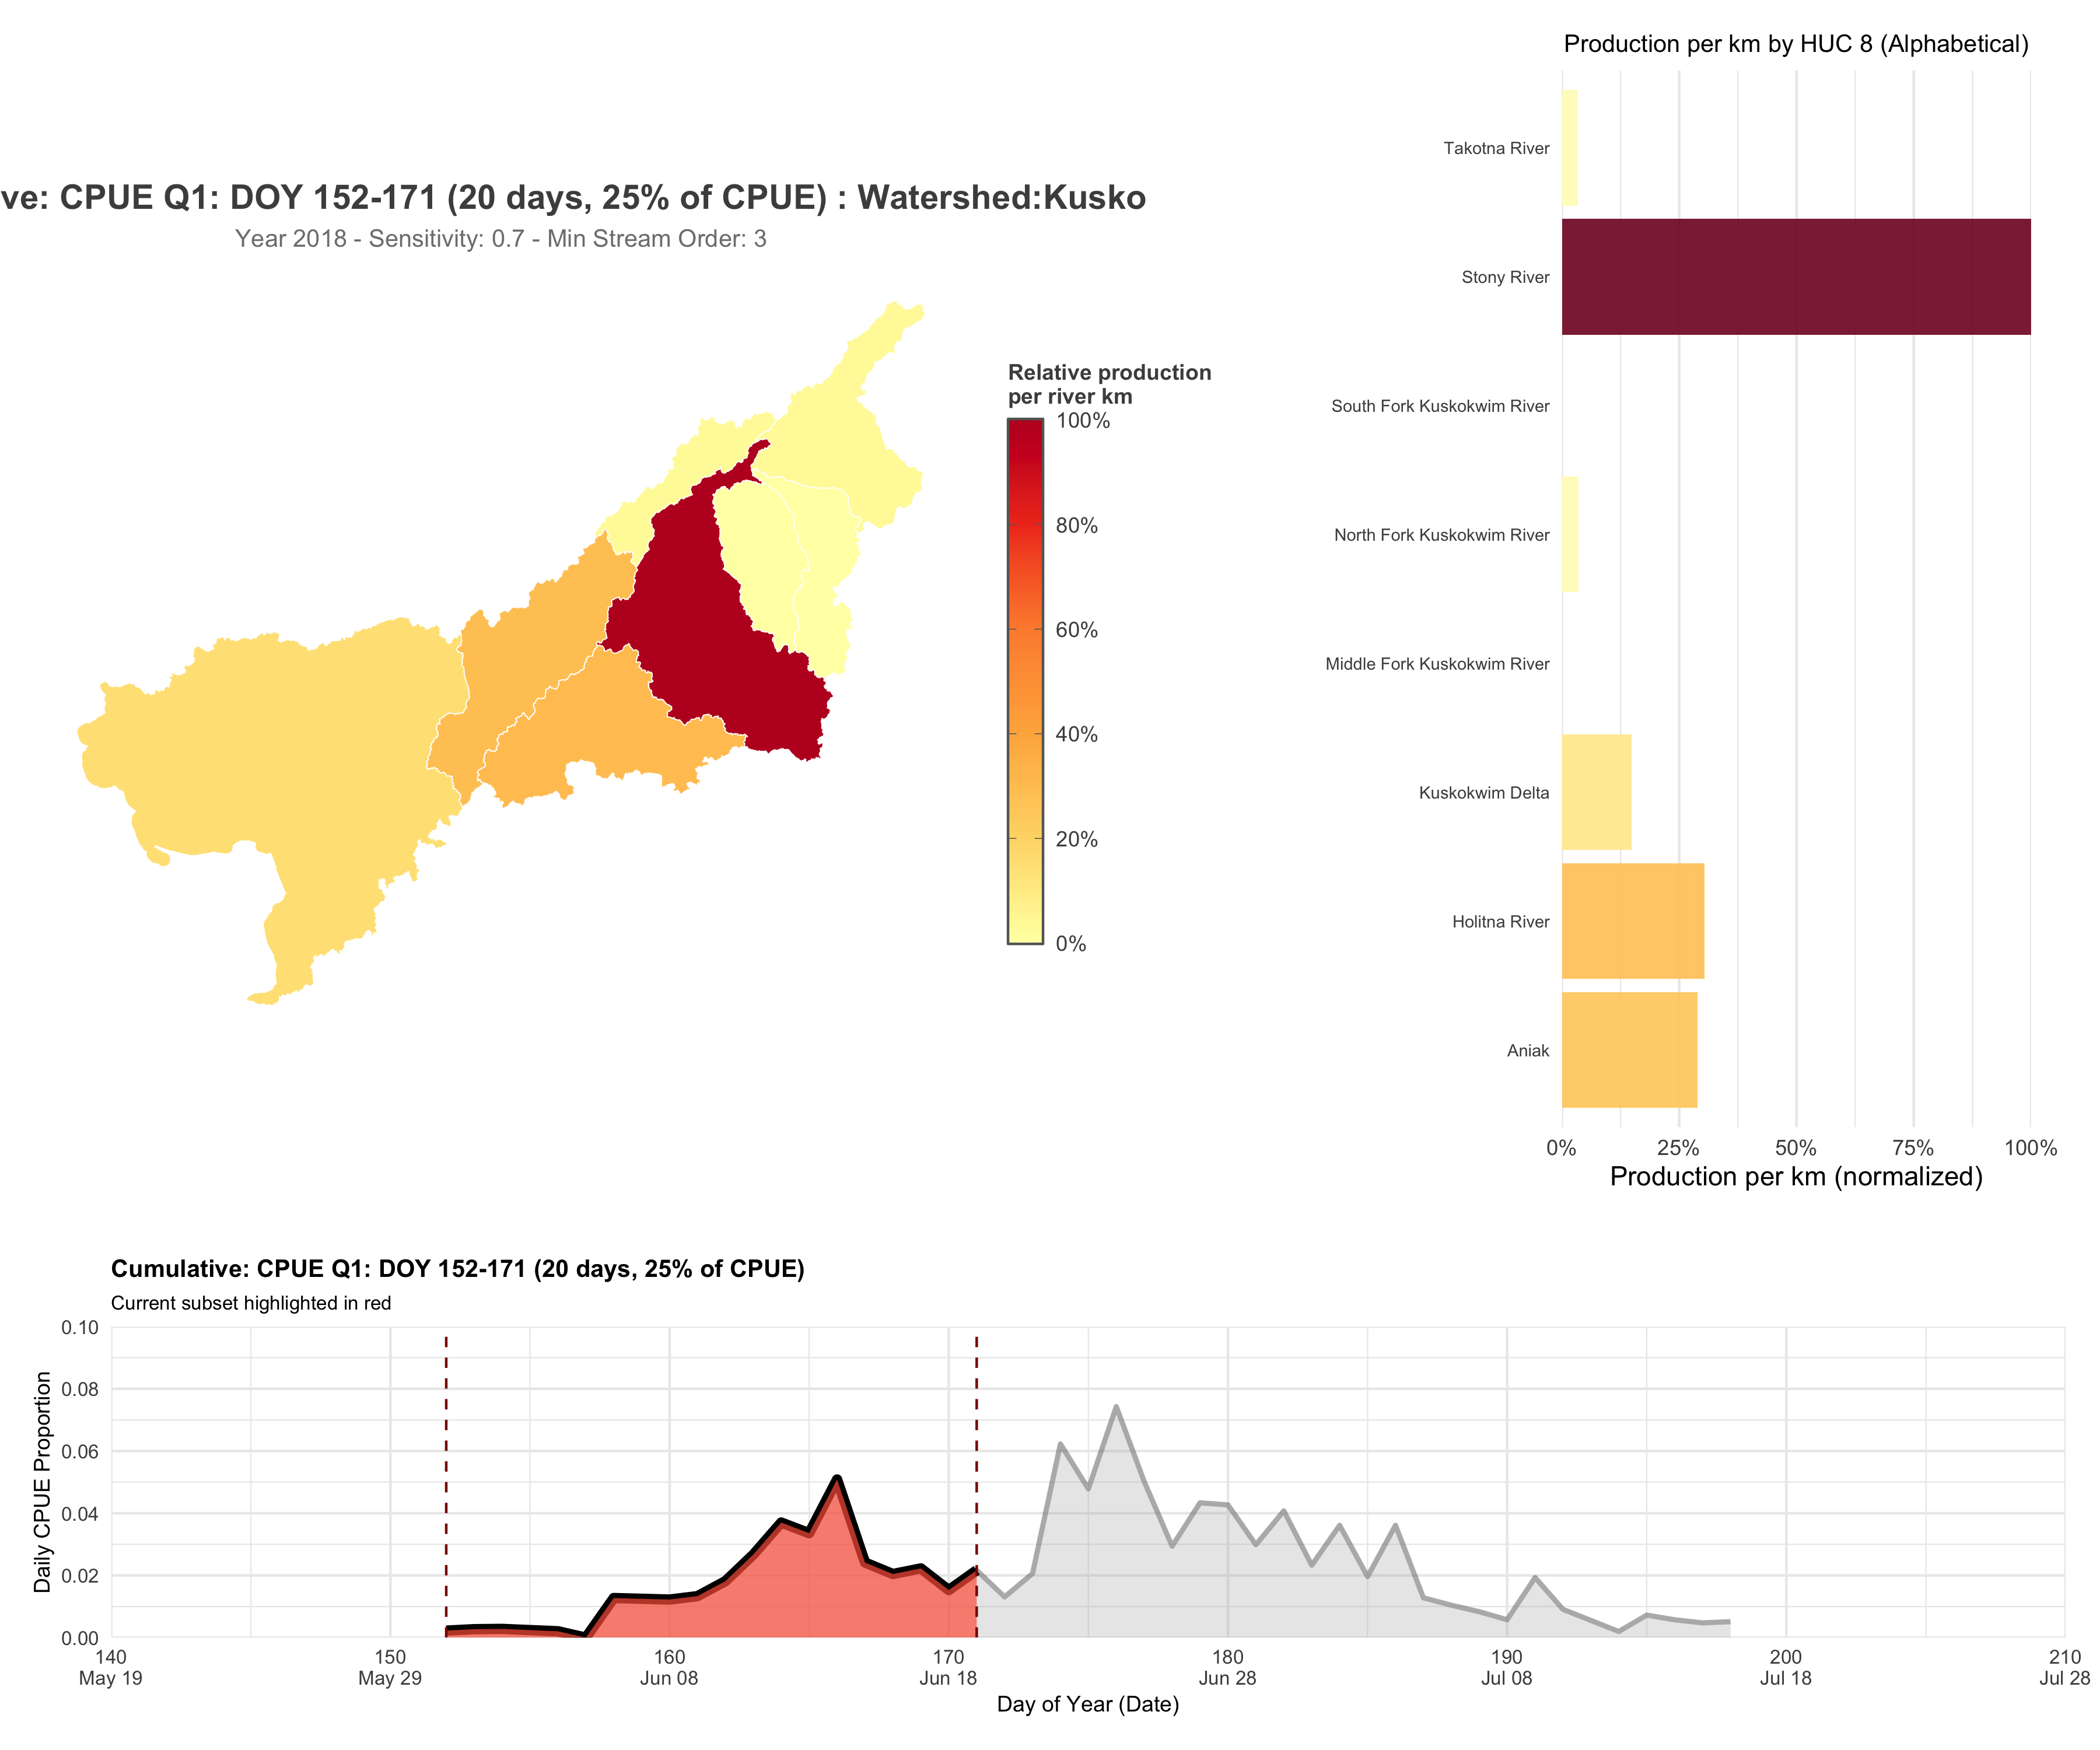 Production per km by HUC 8 (Alphabetical)
Takotna River
Stony River
South Fork Kuskokwim River
North Fork Kuskokwim River
Middle Fork Kuskokwim River
Kuskokwim Delta
Holitna River
Aniak
0% 25% 50% 75% 100%
Production per km (normalized)
ve: CPUE Q1: DOY 152-171 (20 days, 25% of CPUE) : Watershed:Kusko
Year 2018 - Sensitivity: 0.7 - Min Stream Order: 3
Relative production
per river km
100%
80%
60%
40%
20%
0%
Cumulative: CPUE Q1: DOY 152-171 (20 days, 25% of CPUE)
Current subset highlighted in red
Daily CPUE Proportion
0.10
0.08
0.06
0.04
0.02
0.00
140 150 160 170 180 190 200 210
May 19 May 29 Jun 08 Jun 18 Jun 28 Jul 08 Jul 18 Jul 28
Day of Year (Date)